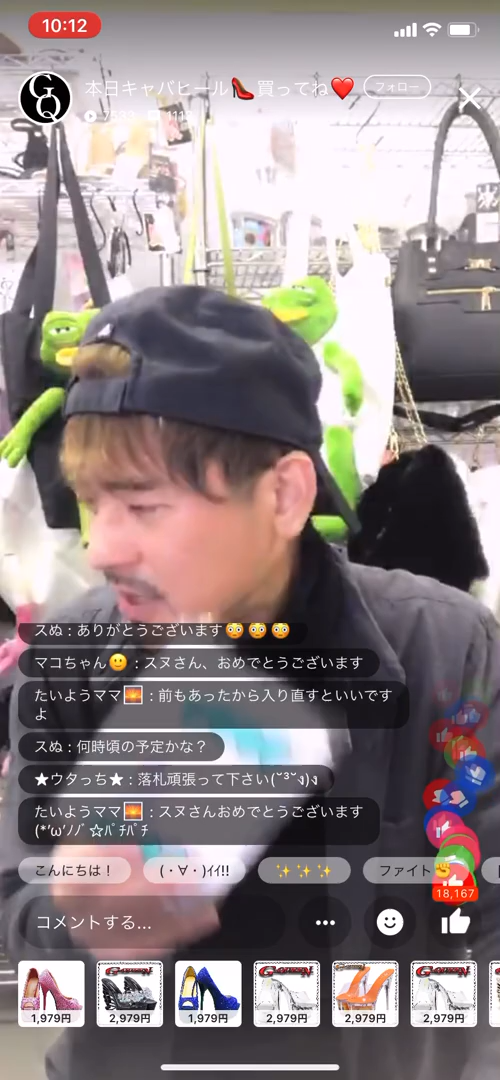 10:12
GQ
本日キャバヒール👠買ってね❤️
フォロー
7533 1113
スぬ：ありがとうございます😳😳😳
マコちゃん🙂：スヌさん、おめでとうございます
たいようママ🌅：前もあったから入り直すといいです
よ
スぬ：何時頃の予定かな？
★ウタっち★：落札頑張って下さい(˘³˘ง)ง
たいようママ🌅：スヌさんおめでとうございます
(*'ω'ﾉﾉﾞ☆ﾊﾟﾁﾊﾟﾁ
こんにちは！
(・∀・)イイ!!
✨✨✨
ファイト✊
18,167
コメントする...
1,979円
2,979円
1,979円
2,979円
2,979円
2,979円